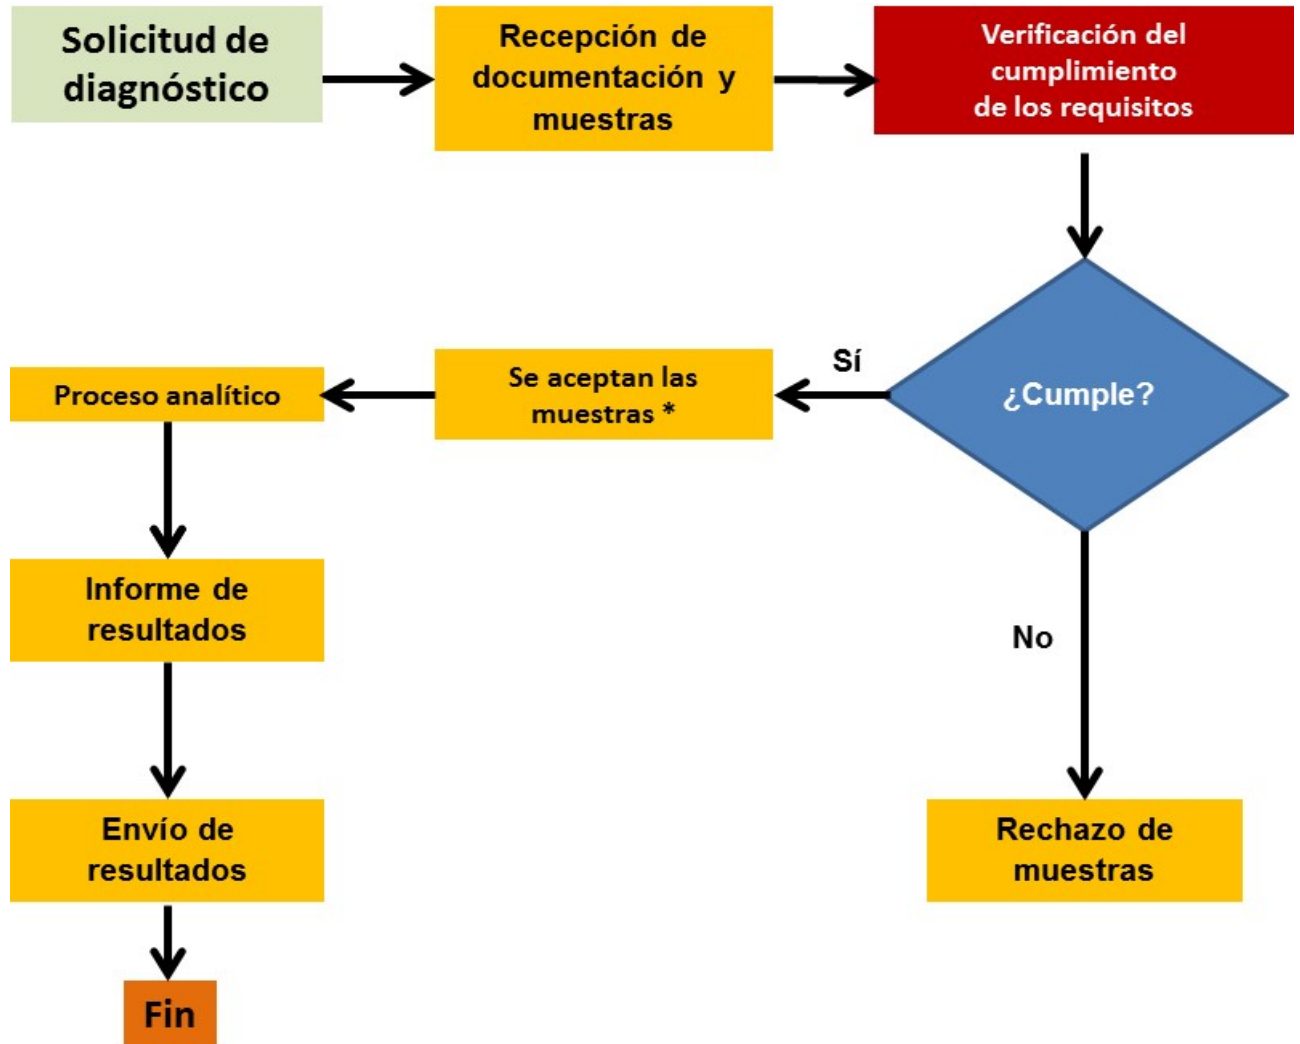 Solicitud de
diagnóstico
Recepción de
documentación y
muestras
Verificación del
cumplimiento
de los requisitos
¿Cumple?
Sí
Se aceptan las
muestras *
Proceso analítico
Informe de
resultados
Envío de
resultados
Fin
No
Rechazo de
muestras